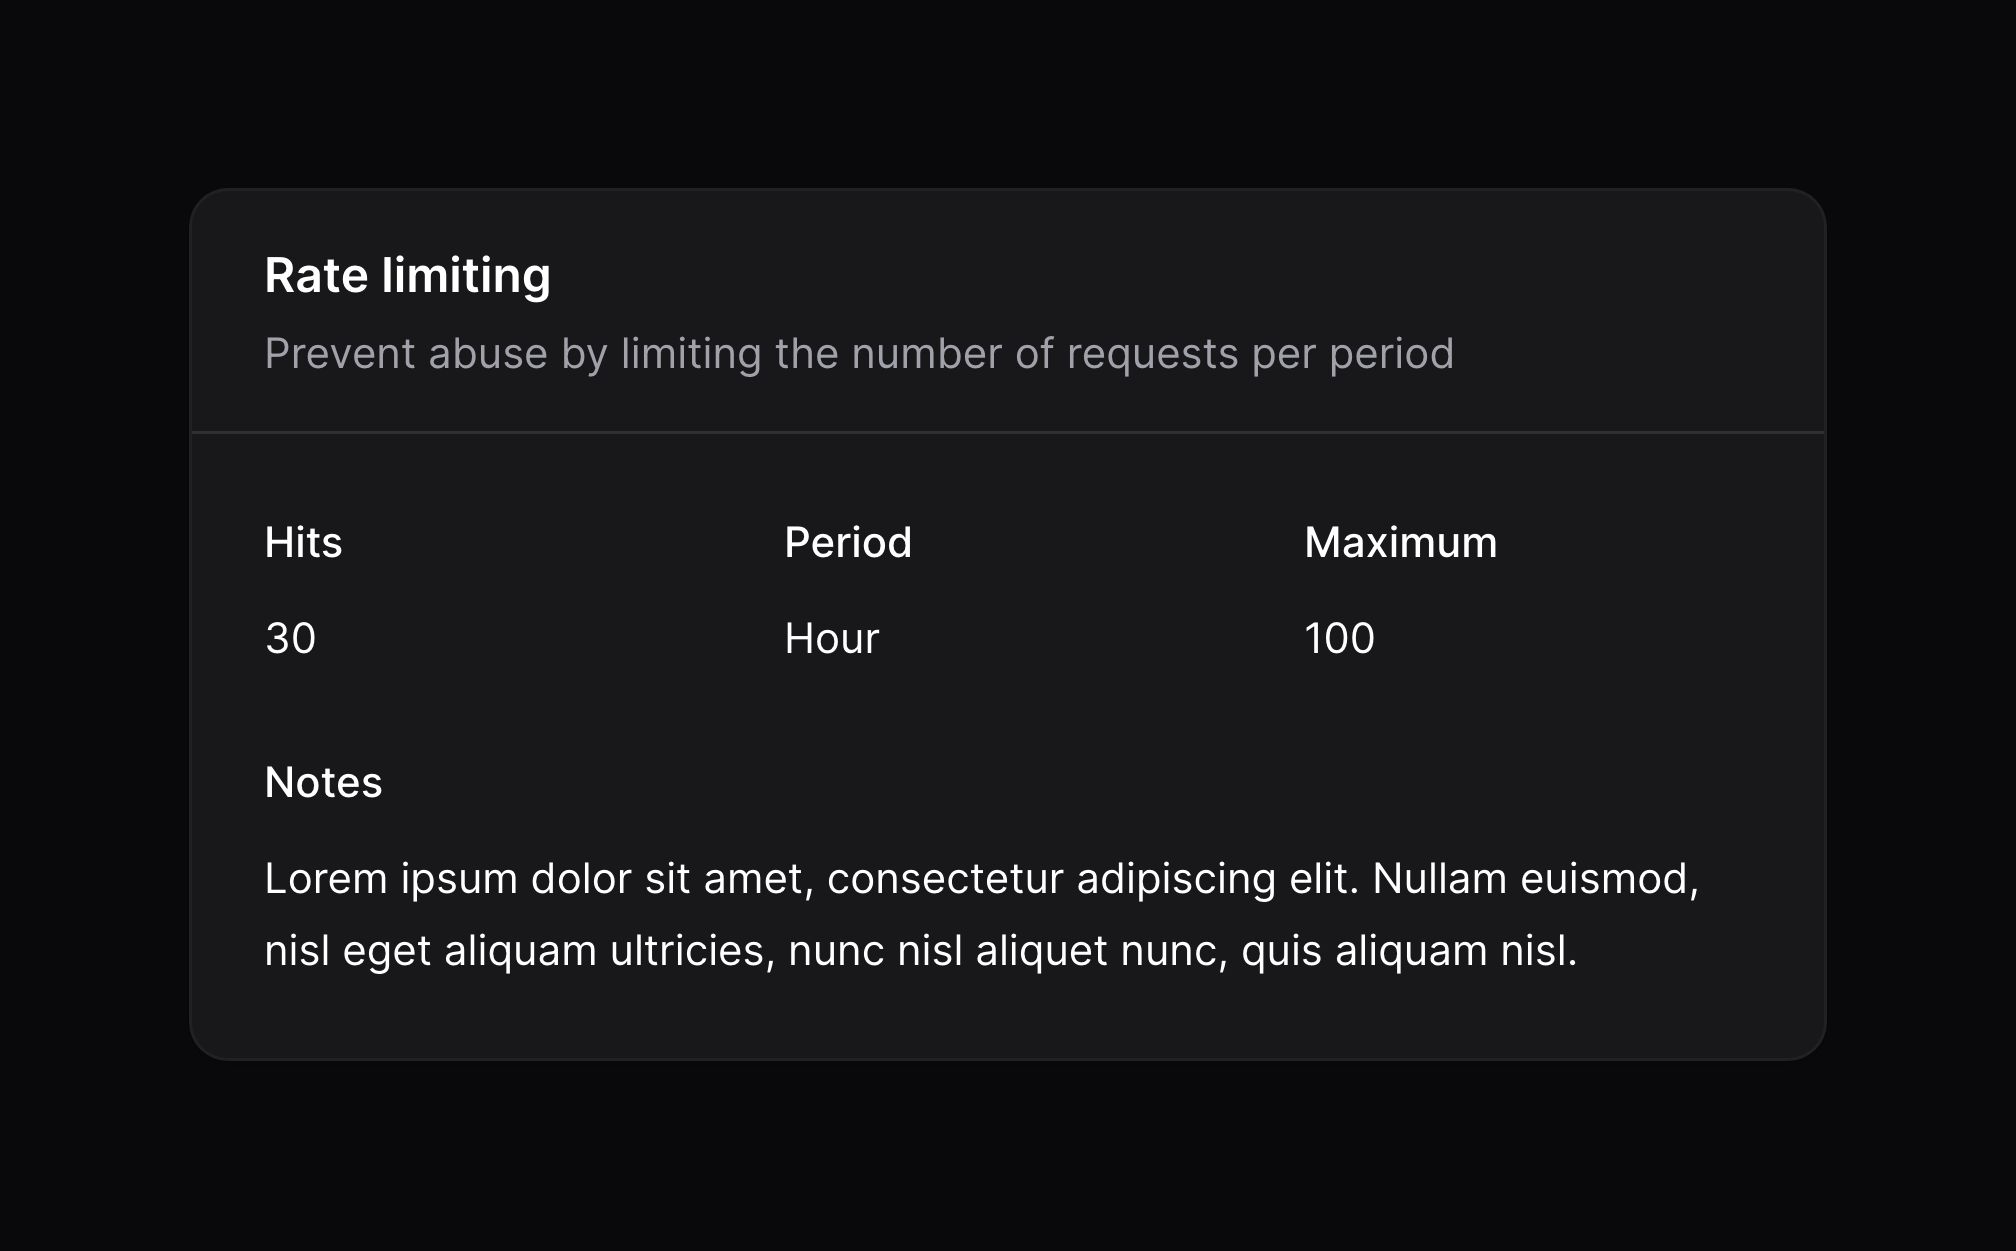 Rate limiting
Prevent abuse by limiting the number of requests per period
Hits Period Maximum
30 Hour 100
Notes
Lorem ipsum dolor sit amet, consectetur adipiscing elit. Nullam euismod,
nisl eget aliquam ultricies, nunc nisl aliquet nunc, quis aliquam nisl.